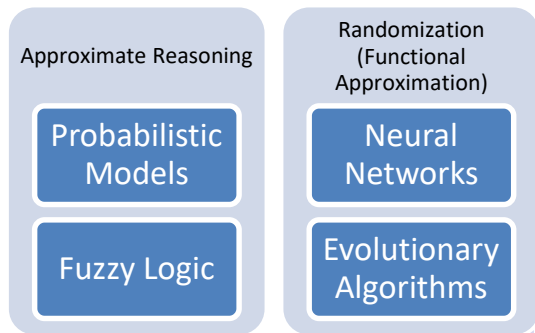 Approximate Reasoning
Probabilistic
Models
Fuzzy Logic
Randomization
(Functional
Approximation)
Neural
Networks
Evolutionary
Algorithms